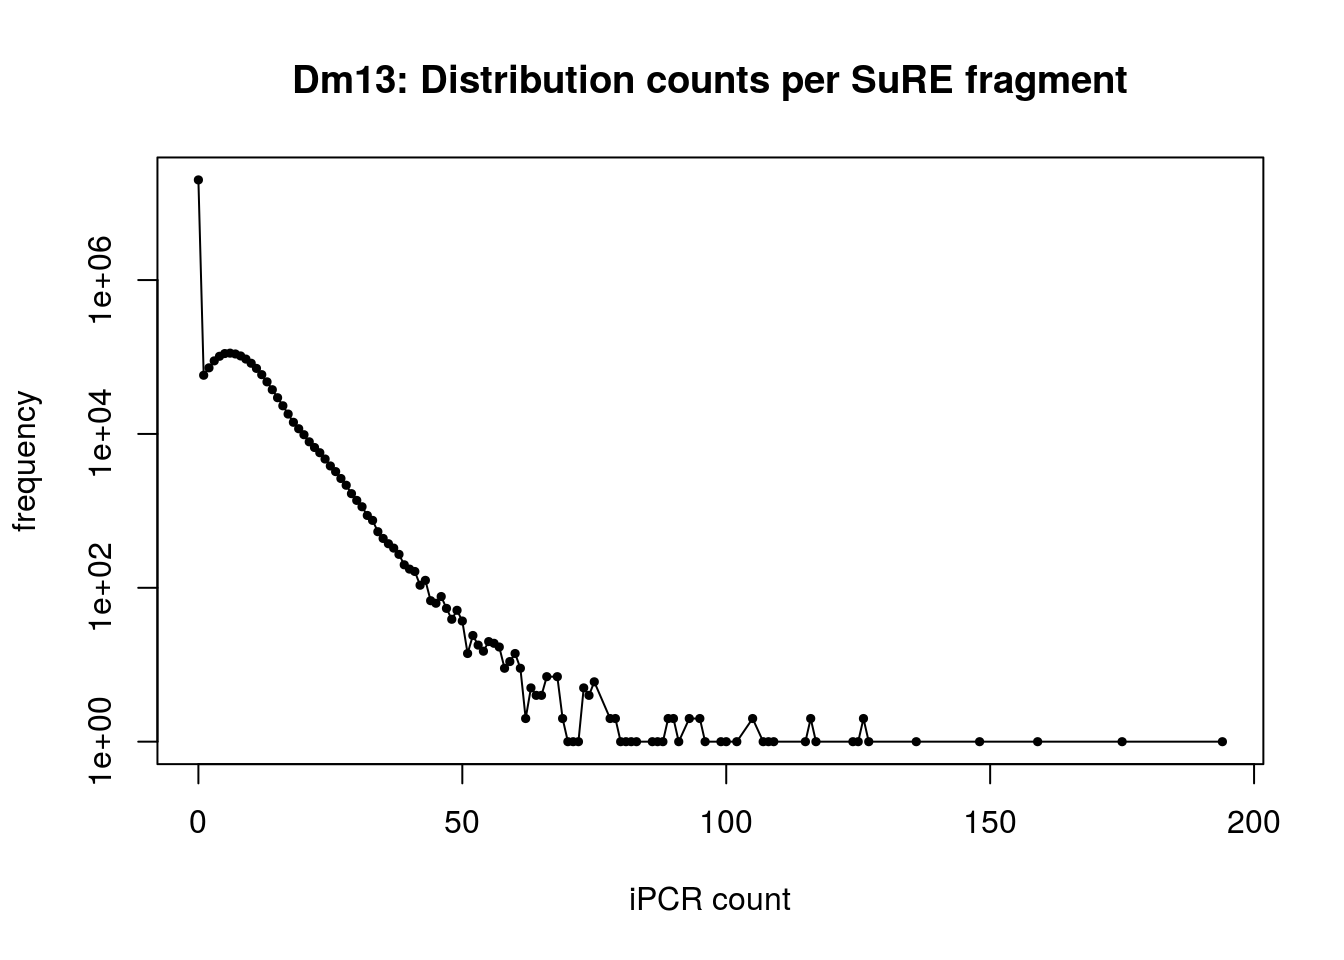 Dm13: Distribution counts per SuRE fragment
frequency
1e+06
1e+04
1e+02
1e+00
0 50 100 150 200
iPCR count